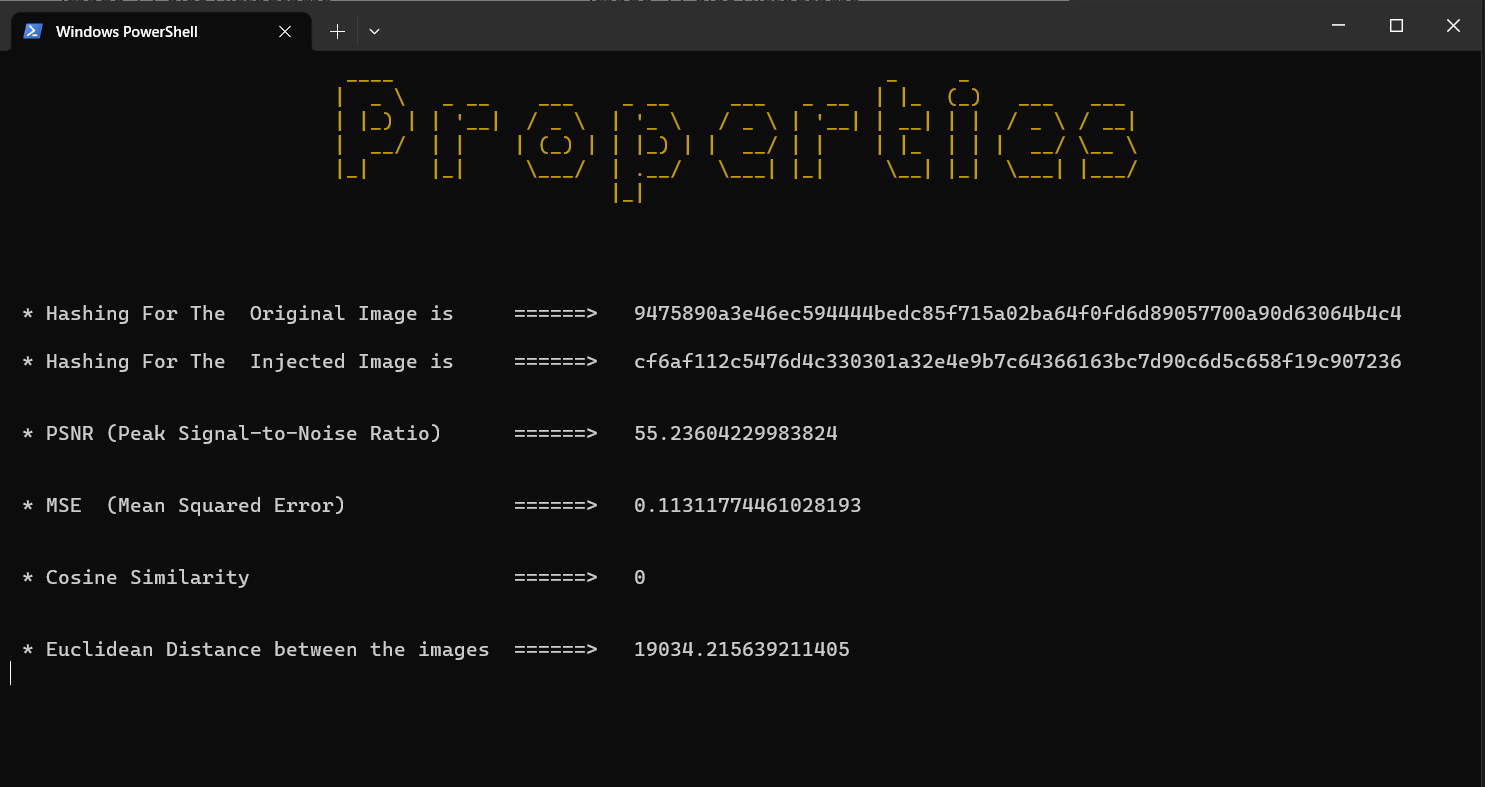 Windows PowerShell
Properties
* Hashing For The  Original Image is     ======>   9475890a3e46ec594444bedc85f715a02ba64f0fd6d89057700a90d63064b4c4
* Hashing For The  Injected Image is     ======>   cf6af112c5476d4c330301a32e4e9b7c64366163bc7d90c6d5c658f19c907236
* PSNR (Peak Signal-to-Noise Ratio)      ======>   55.23604229983824
* MSE  (Mean Squared Error)              ======>   0.11311774461028193
* Cosine Similarity                      ======>   0
* Euclidean Distance between the images  ======>   19034.215639211405